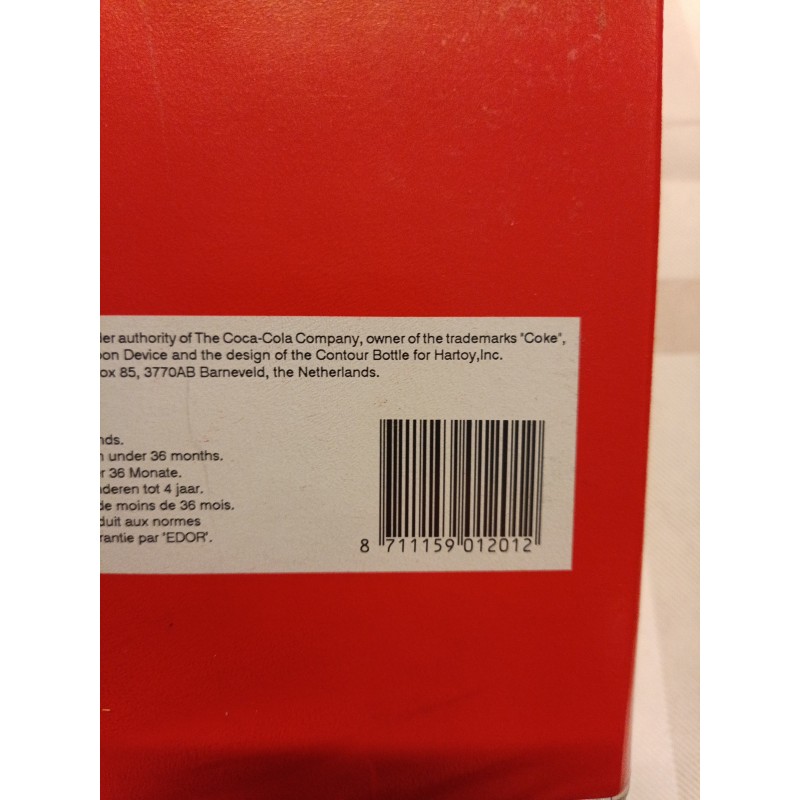 der authority of The Coca-Cola Company, owner of the trademarks "Coke",
bon Device and the design of the Contour Bottle for Hartoy,Inc.
ox 85, 3770AB Barneveld, the Netherlands.
nds.
n under 36 months.
r 36 Monate.
nderen tot 4 jaar.
de moins de 36 mois.
duit aux normes
rantie par 'EDOR'.
8 711159 012012